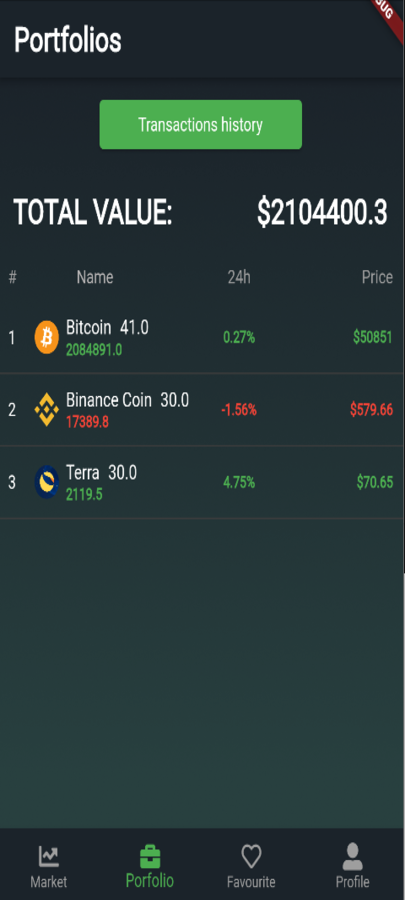 Portfolios
Transactions history
TOTAL VALUE: $2104400.3
# Name 24h Price
1 Bitcoin 41.0 0.27% $50851
2084891.0
2 Binance Coin 30.0 -1.56% $579.66
17389.8
3 Terra 30.0 4.75% $70.65
2119.5
Market Porfolio Favourite Profile